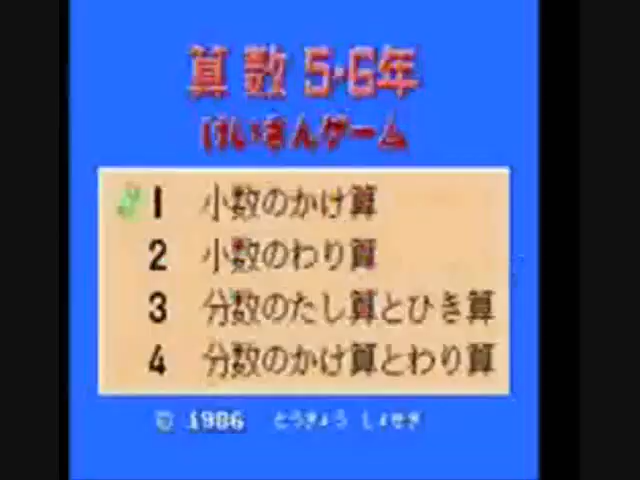 算数 5・6年
けいさんゲーム
1 小数のかけ算
2 小数のわり算
3 分数のたし算とひき算
4 分数のかけ算とわり算
© 1986 とうきょう しょせき